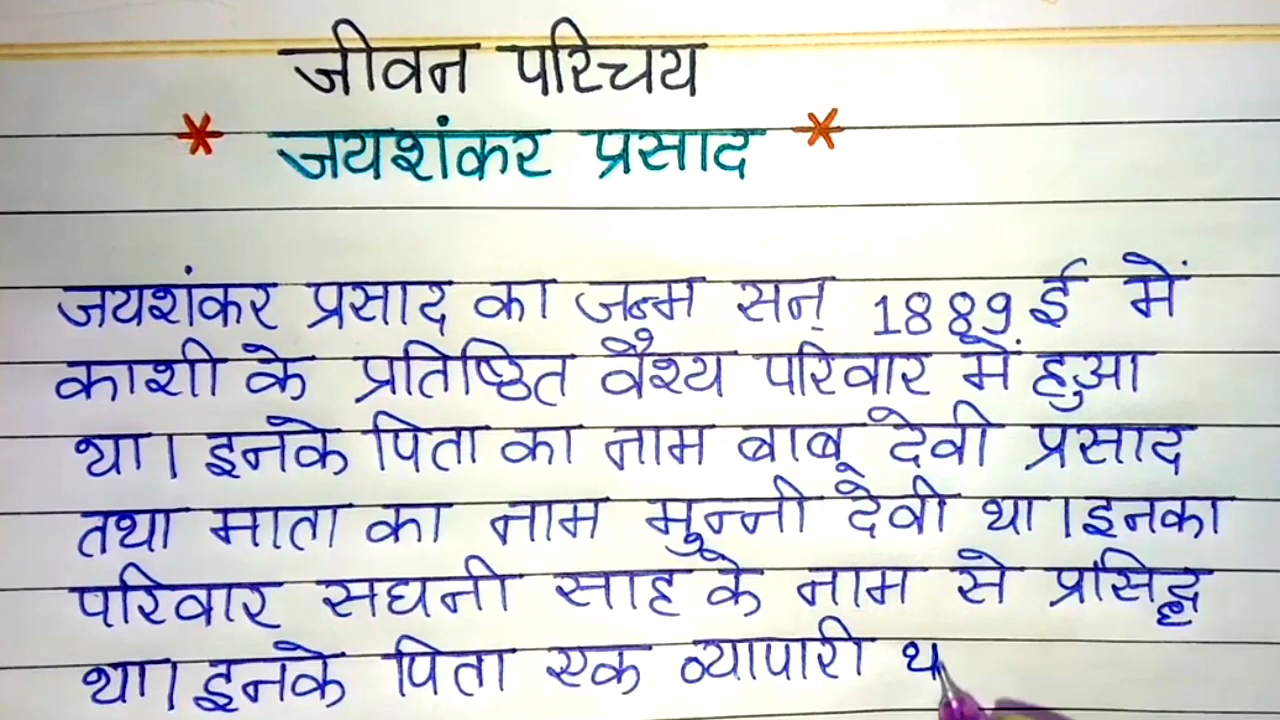 जीवन परिचय
* जयशंकर प्रसाद *
जयशंकर प्रसाद का जन्म सन् 1889 ई में
काशी के प्रतिष्ठित वैश्य परिवार में हुआ
था। इनके पिता का नाम बाबू देवी प्रसाद
तथा माता का नाम मुन्नी देवी था। इनका
परिवार सघनी साह के नाम से प्रसिद्ध
था। इनके पिता एक व्यापारी थ